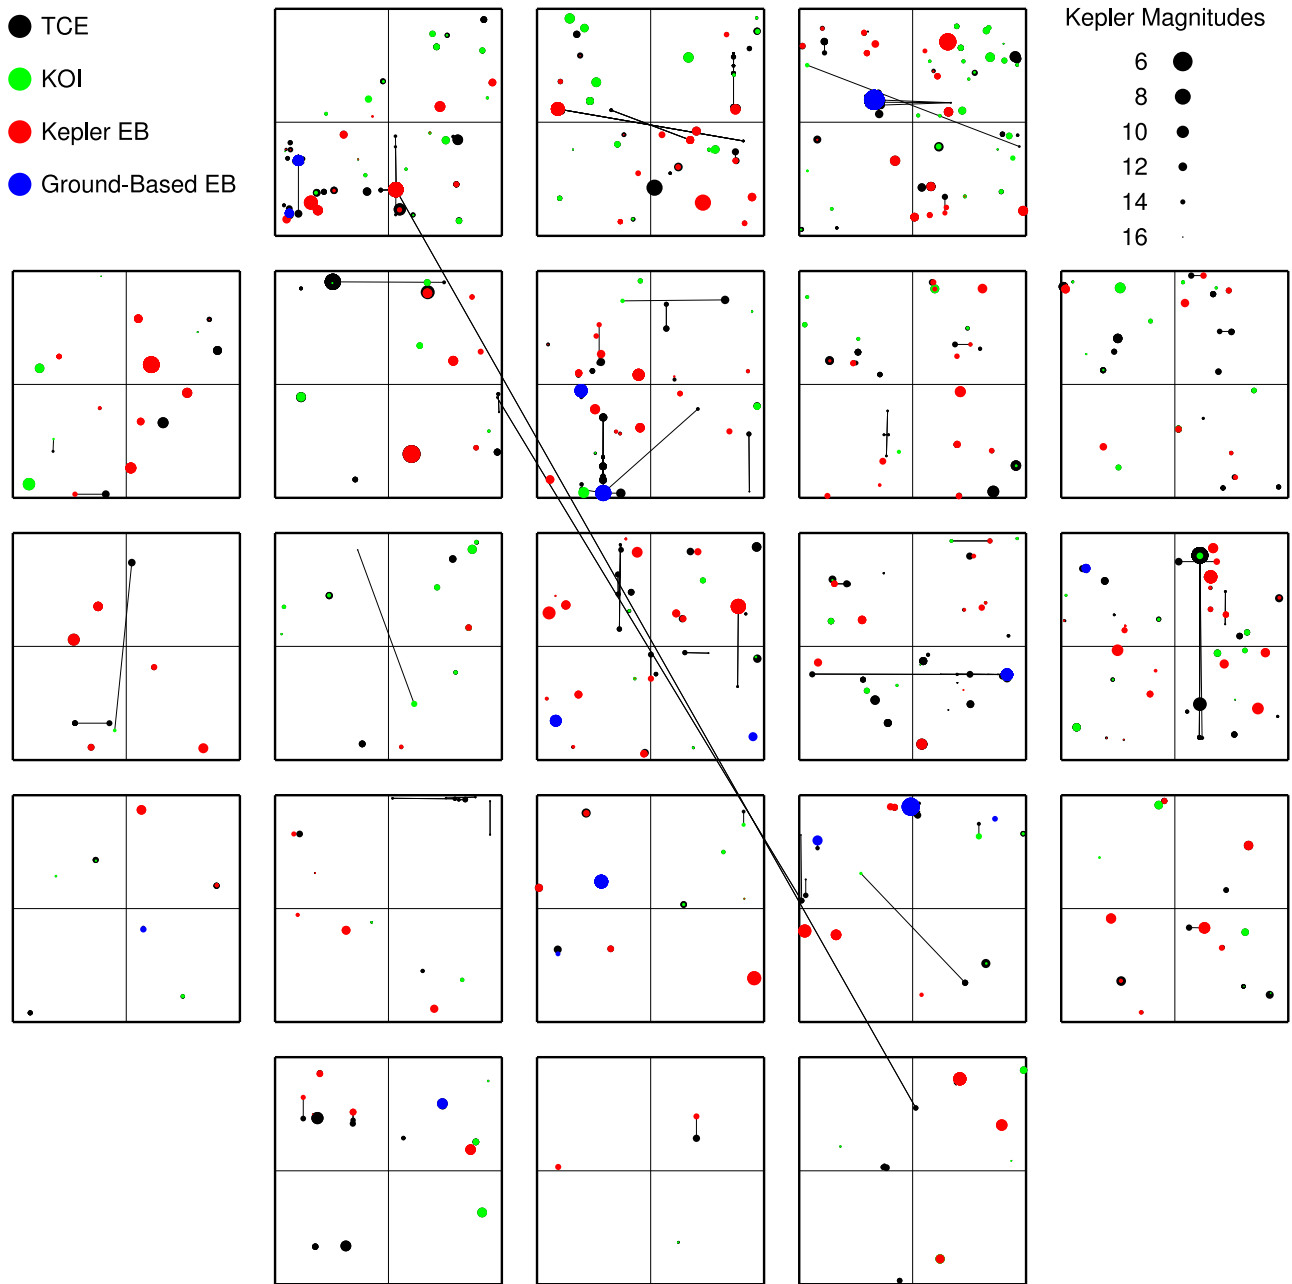 TCE
KOI
Kepler EB
Ground-Based EB
Kepler Magnitudes
6
8
10
12
14
16